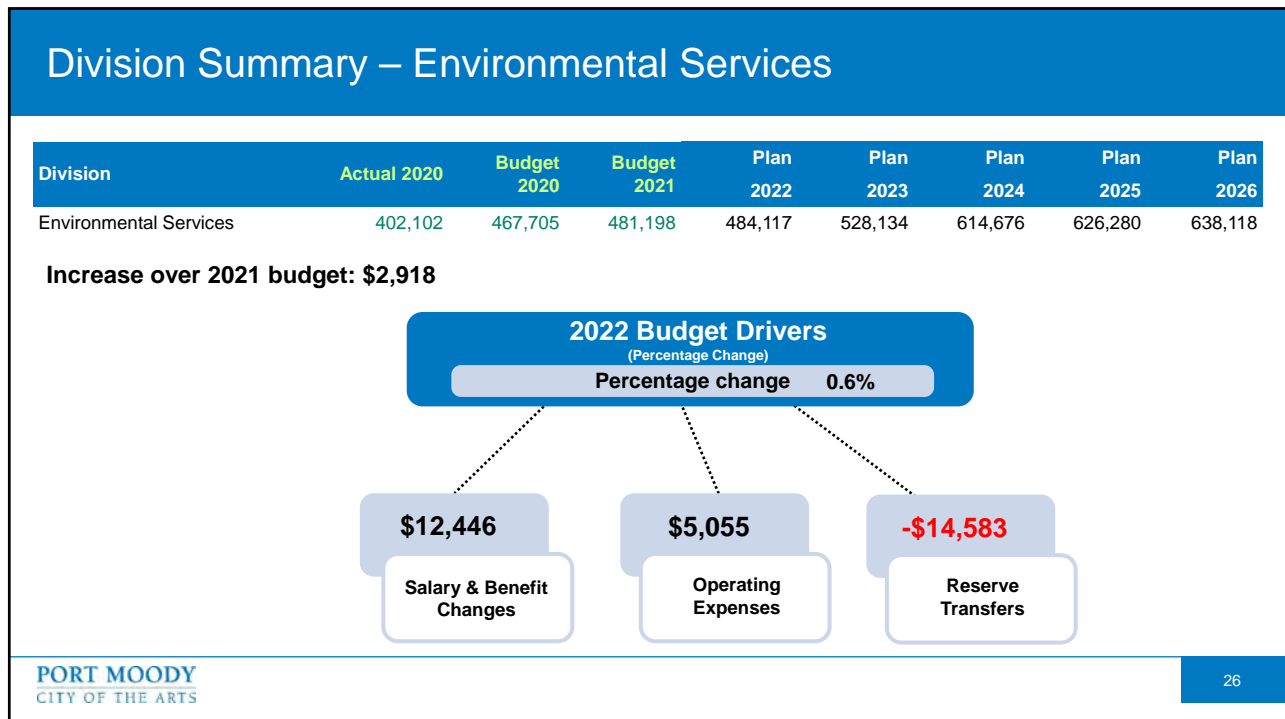 Division Summary – Environmental Services
Division Actual 2020 Budget 2020 Budget 2021 Plan 2022 Plan 2023 Plan 2024 Plan 2025 Plan 2026
Environmental Services 402,102 467,705 481,198 484,117 528,134 614,676 626,280 638,118
Increase over 2021 budget: $2,918
2022 Budget Drivers
(Percentage Change)
Percentage change 0.6%
$12,446
Salary & Benefit
Changes
$5,055
Operating
Expenses
-$14,583
Reserve
Transfers
PORT MOODY
CITY OF THE ARTS
26